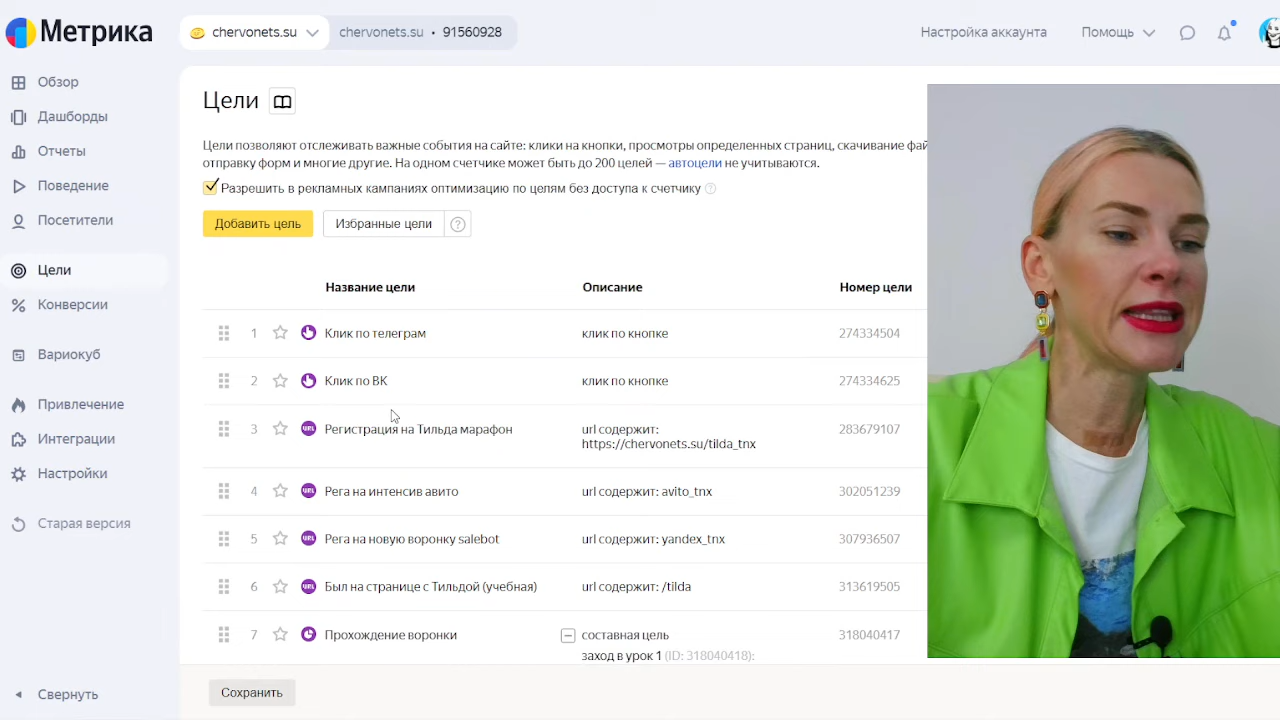 Метрика
chervonets.su
chervonets.su • 91560928
Настройка аккаунта
Помощь
Обзор
Дашборды
Отчеты
Поведение
Посетители
Цели
Конверсии
Вариокуб
Привлечение
Интеграции
Настройки
Старая версия
Свернуть
Цели
Цели позволяют отслеживать важные события на сайте: клики на кнопки, просмотры определенных страниц, скачивание фай
отправку форм и многие другие. На одном счетчике может быть до 200 целей — автоцели не учитываются.
Разрешить в рекламных кампаниях оптимизацию по целям без доступа к счетчику ?
Добавить цель
Избранные цели ?
Название цели Описание Номер цели
1 Клик по телеграм клик по кнопке 274334504
2 Клик по ВК клик по кнопке 274334625
3 URL Регистрация на Тильда марафон url содержит: 283679107
https://chervonets.su/tilda_tnx
4 URL Рега на интенсив авито url содержит: avito_tnx 302051239
5 URL Рега на новую воронку salebot url содержит: yandex_tnx 307936507
6 URL Был на странице с Тильдой (учебная) url содержит: /tilda 313619505
7 Прохождение воронки составная цель 318040417
заход в урок 1 (ID: 318040418):
Сохранить